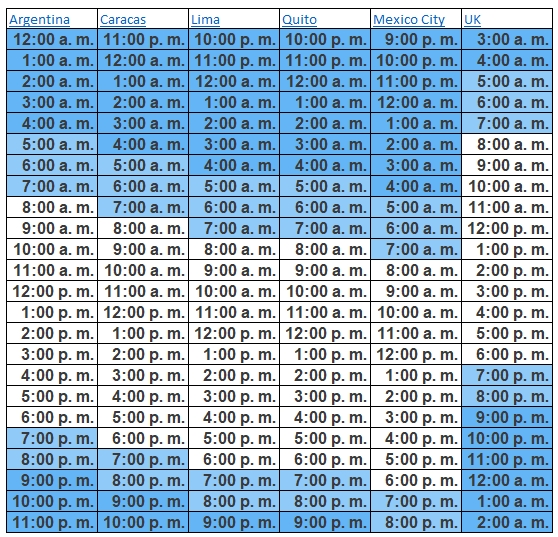 Argentina Caracas Lima Quito Mexico City UK
12:00 a. m. 11:00 p. m. 10:00 p. m. 10:00 p. m. 9:00 p. m. 3:00 a. m.
1:00 a. m. 12:00 a. m. 11:00 p. m. 11:00 p. m. 10:00 p. m. 4:00 a. m.
2:00 a. m. 1:00 a. m. 12:00 a. m. 12:00 a. m. 11:00 p. m. 5:00 a. m.
3:00 a. m. 2:00 a. m. 1:00 a. m. 1:00 a. m. 12:00 a. m. 6:00 a. m.
4:00 a. m. 3:00 a. m. 2:00 a. m. 2:00 a. m. 1:00 a. m. 7:00 a. m.
5:00 a. m. 4:00 a. m. 3:00 a. m. 3:00 a. m. 2:00 a. m. 8:00 a. m.
6:00 a. m. 5:00 a. m. 4:00 a. m. 4:00 a. m. 3:00 a. m. 9:00 a. m.
7:00 a. m. 6:00 a. m. 5:00 a. m. 5:00 a. m. 4:00 a. m. 10:00 a. m.
8:00 a. m. 7:00 a. m. 6:00 a. m. 6:00 a. m. 5:00 a. m. 11:00 a. m.
9:00 a. m. 8:00 a. m. 7:00 a. m. 7:00 a. m. 6:00 a. m. 12:00 p. m.
10:00 a. m. 9:00 a. m. 8:00 a. m. 8:00 a. m. 7:00 a. m. 1:00 p. m.
11:00 a. m. 10:00 a. m. 9:00 a. m. 9:00 a. m. 8:00 a. m. 2:00 p. m.
12:00 p. m. 11:00 a. m. 10:00 a. m. 10:00 a. m. 9:00 a. m. 3:00 p. m.
1:00 p. m. 12:00 p. m. 11:00 a. m. 11:00 a. m. 10:00 a. m. 4:00 p. m.
2:00 p. m. 1:00 p. m. 12:00 p. m. 12:00 p. m. 11:00 a. m. 5:00 p. m.
3:00 p. m. 2:00 p. m. 1:00 p. m. 1:00 p. m. 12:00 p. m. 6:00 p. m.
4:00 p. m. 3:00 p. m. 2:00 p. m. 2:00 p. m. 1:00 p. m. 7:00 p. m.
5:00 p. m. 4:00 p. m. 3:00 p. m. 3:00 p. m. 2:00 p. m. 8:00 p. m.
6:00 p. m. 5:00 p. m. 4:00 p. m. 4:00 p. m. 3:00 p. m. 9:00 p. m.
7:00 p. m. 6:00 p. m. 5:00 p. m. 5:00 p. m. 4:00 p. m. 10:00 p. m.
8:00 p. m. 7:00 p. m. 6:00 p. m. 6:00 p. m. 5:00 p. m. 11:00 p. m.
9:00 p. m. 8:00 p. m. 7:00 p. m. 7:00 p. m. 6:00 p. m. 12:00 a. m.
10:00 p. m. 9:00 p. m. 8:00 p. m. 8:00 p. m. 7:00 p. m. 1:00 a. m.
11:00 p. m. 10:00 p. m. 9:00 p. m. 9:00 p. m. 8:00 p. m. 2:00 a. m.